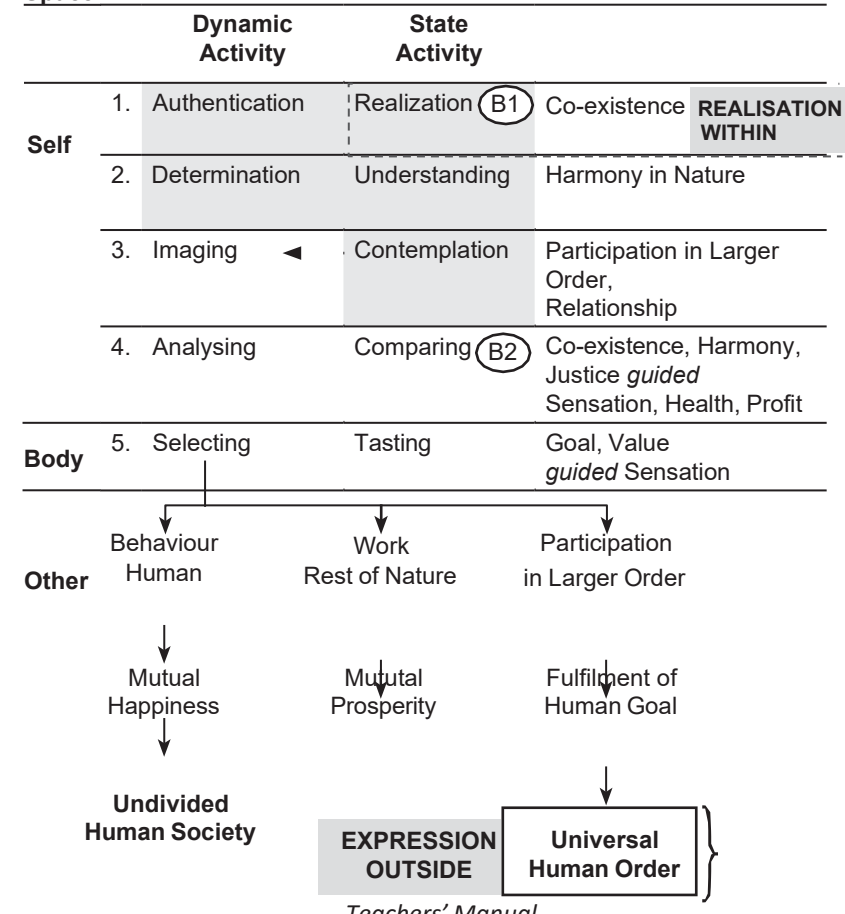 Dynamic Activity State Activity
Self
1. Authentication Realization B1 Co-existence REALISATION WITHIN
2. Determination Understanding Harmony in Nature
3. Imaging ◄ Contemplation Participation in Larger
Order,
Relationship
4. Analysing Comparing B2 Co-existence, Harmony,
Justice guided
Sensation, Health, Profit
Body 5. Selecting Tasting Goal, Value
guided Sensation
Behaviour Work Participation
Other Human Rest of Nature in Larger Order
Mutual Mututal Fulfilment of
Happiness Prosperity Human Goal
Undivided
Human Society
EXPRESSION
OUTSIDE
Universal
Human Order
Teachers' Manual